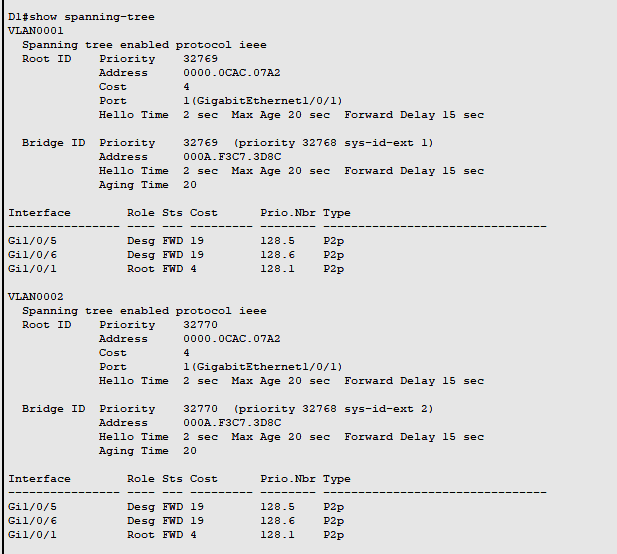 D1#show spanning-tree
VLAN0001
  Spanning tree enabled protocol ieee
  Root ID    Priority    32769
             Address     0000.0CAC.07A2
             Cost        4
             Port        1(GigabitEthernet1/0/1)
             Hello Time  2 sec  Max Age 20 sec  Forward Delay 15 sec

  Bridge ID  Priority    32769  (priority 32768 sys-id-ext 1)
             Address     000A.F3C7.3D8C
             Hello Time  2 sec  Max Age 20 sec  Forward Delay 15 sec
             Aging Time  20

Interface        Role Sts Cost      Prio.Nbr Type
---------------- ---- --- --------- -------- --------------------------------
Gi1/0/5          Desg FWD 19        128.5    P2p
Gi1/0/6          Desg FWD 19        128.6    P2p
Gi1/0/1          Root FWD 4         128.1    P2p

VLAN0002
  Spanning tree enabled protocol ieee
  Root ID    Priority    32770
             Address     0000.0CAC.07A2
             Cost        4
             Port        1(GigabitEthernet1/0/1)
             Hello Time  2 sec  Max Age 20 sec  Forward Delay 15 sec

  Bridge ID  Priority    32770  (priority 32768 sys-id-ext 2)
             Address     000A.F3C7.3D8C
             Hello Time  2 sec  Max Age 20 sec  Forward Delay 15 sec
             Aging Time  20

Interface        Role Sts Cost      Prio.Nbr Type
---------------- ---- --- --------- -------- --------------------------------
Gi1/0/5          Desg FWD 19        128.5    P2p
Gi1/0/6          Desg FWD 19        128.6    P2p
Gi1/0/1          Root FWD 4         128.1    P2p